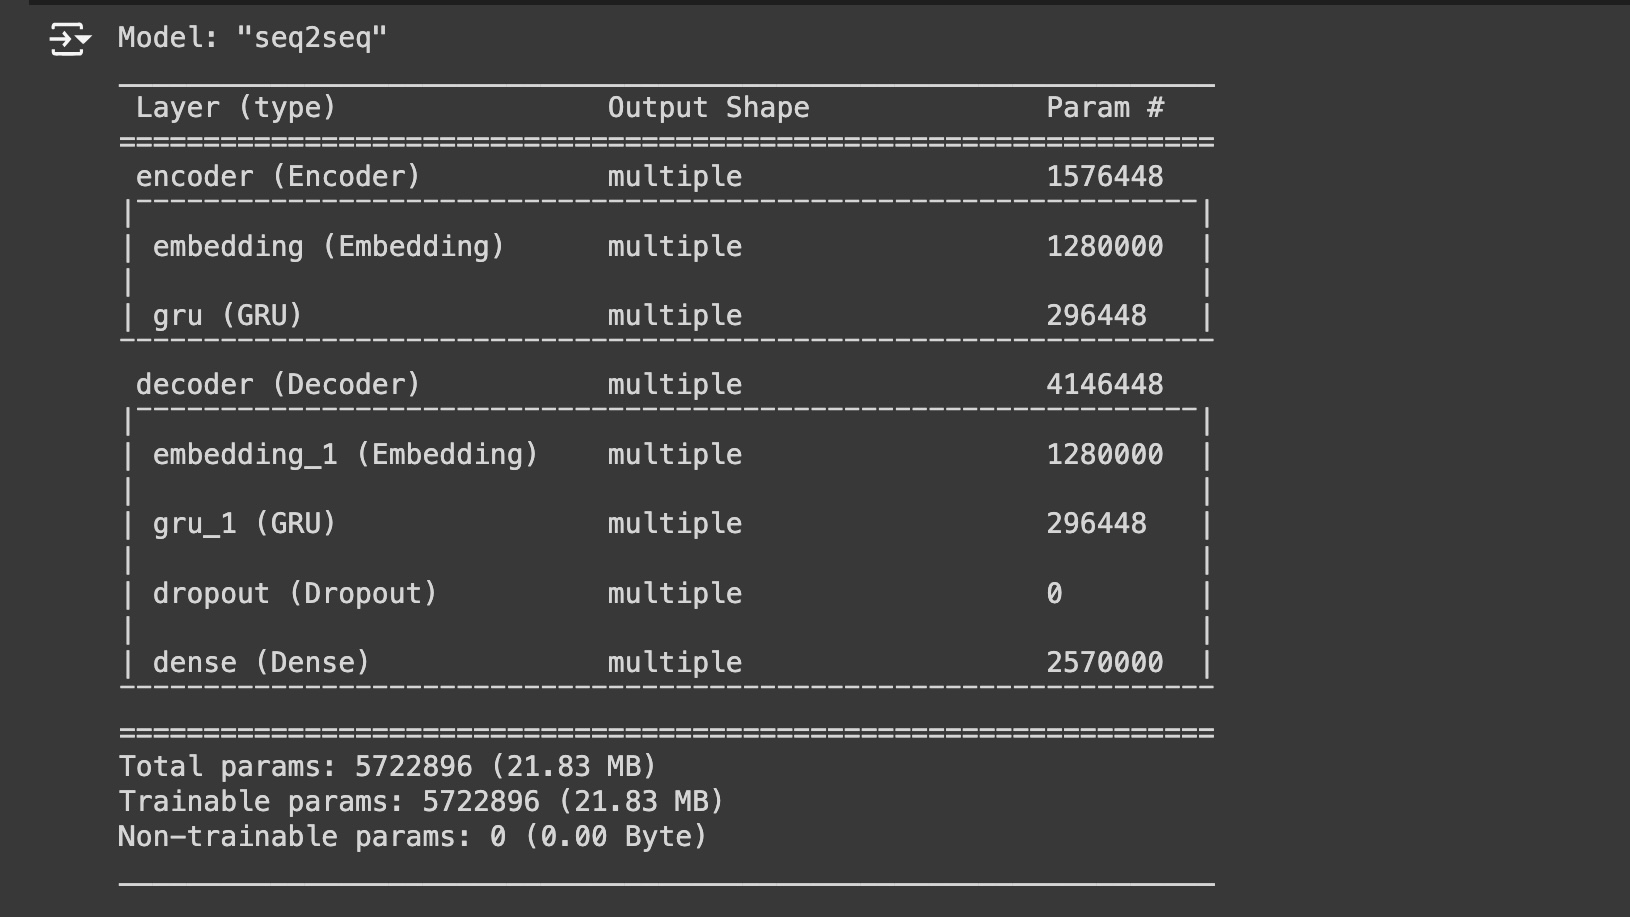 Model: "seq2seq"
Layer (type) Output Shape Param #
encoder (Encoder) multiple 1576448
embedding (Embedding) multiple 1280000
gru (GRU) multiple 296448
decoder (Decoder) multiple 4146448
embedding_1 (Embedding) multiple 1280000
gru_1 (GRU) multiple 296448
dropout (Dropout) multiple 0
dense (Dense) multiple 2570000
Total params: 5722896 (21.83 MB)
Trainable params: 5722896 (21.83 MB)
Non-trainable params: 0 (0.00 Byte)